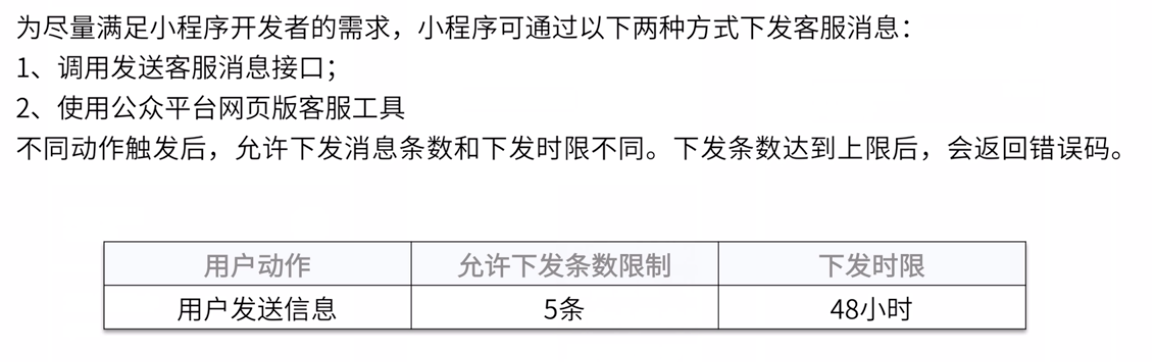 为尽量满足小程序开发者的需求，小程序可通过以下两种方式下发客服消息：
1、调用发送客服消息接口；
2、使用公众平台网页版客服工具
不同动作触发后，允许下发消息条数和下发时限不同。下发条数达到上限后，会返回错误码。
用户动作 允许下发条数限制 下发时限
用户发送信息 5条 48小时